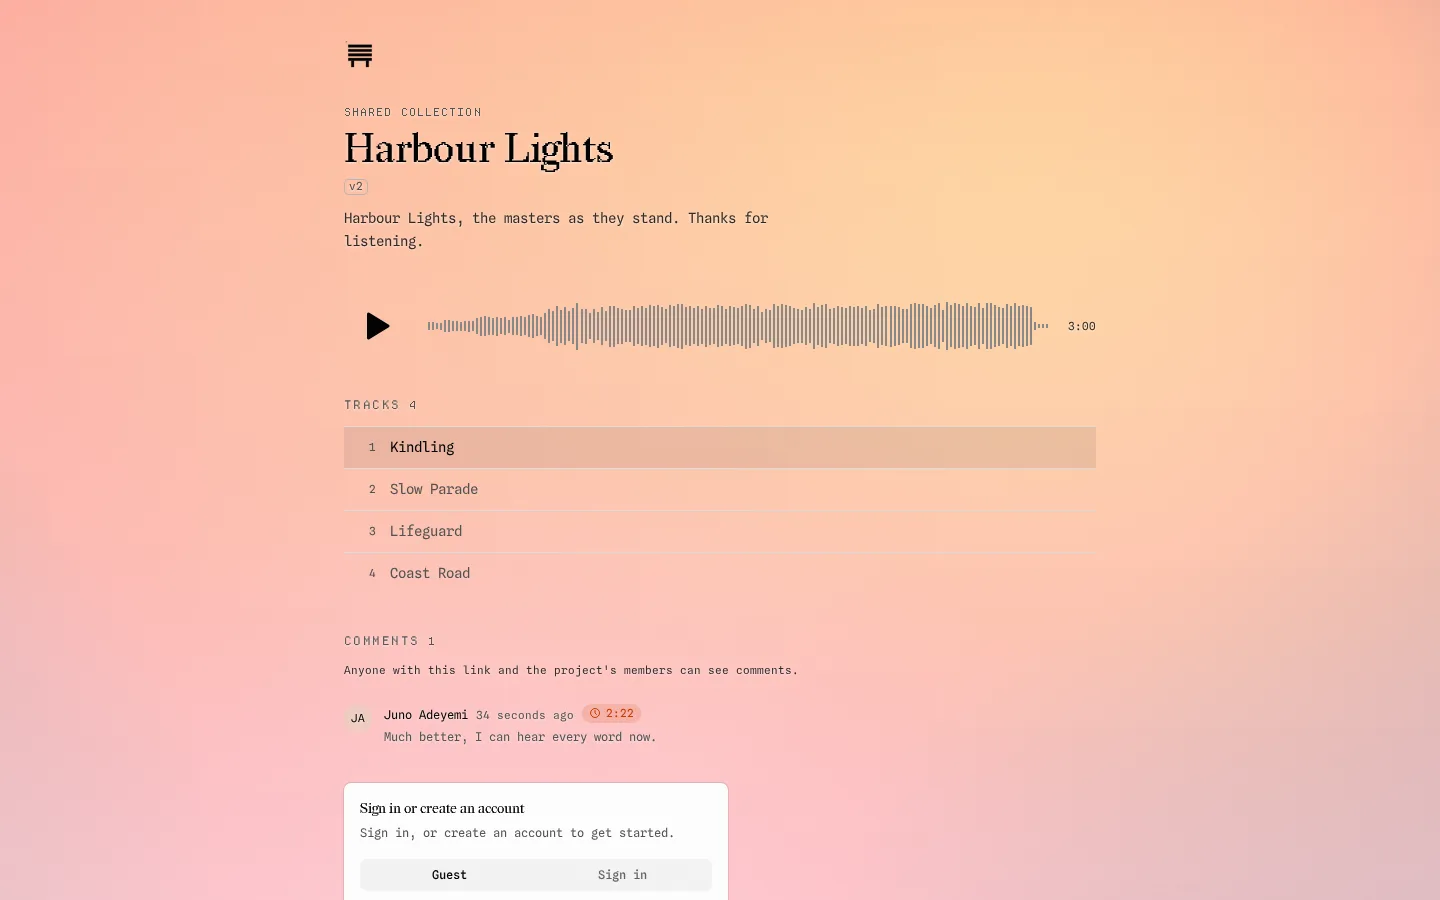 SHARED COLLECTION
Harbour Lights
v2
Harbour Lights, the masters as they stand. Thanks for
listening.
3:00
TRACKS 4
1 Kindling
2 Slow Parade
3 Lifeguard
4 Coast Road
COMMENTS 1
Anyone with this link and the project's members can see comments.
JA Juno Adeyemi 34 seconds ago 2:22
Much better, I can hear every word now.
Sign in or create an account
Sign in, or create an account to get started.
Guest Sign in